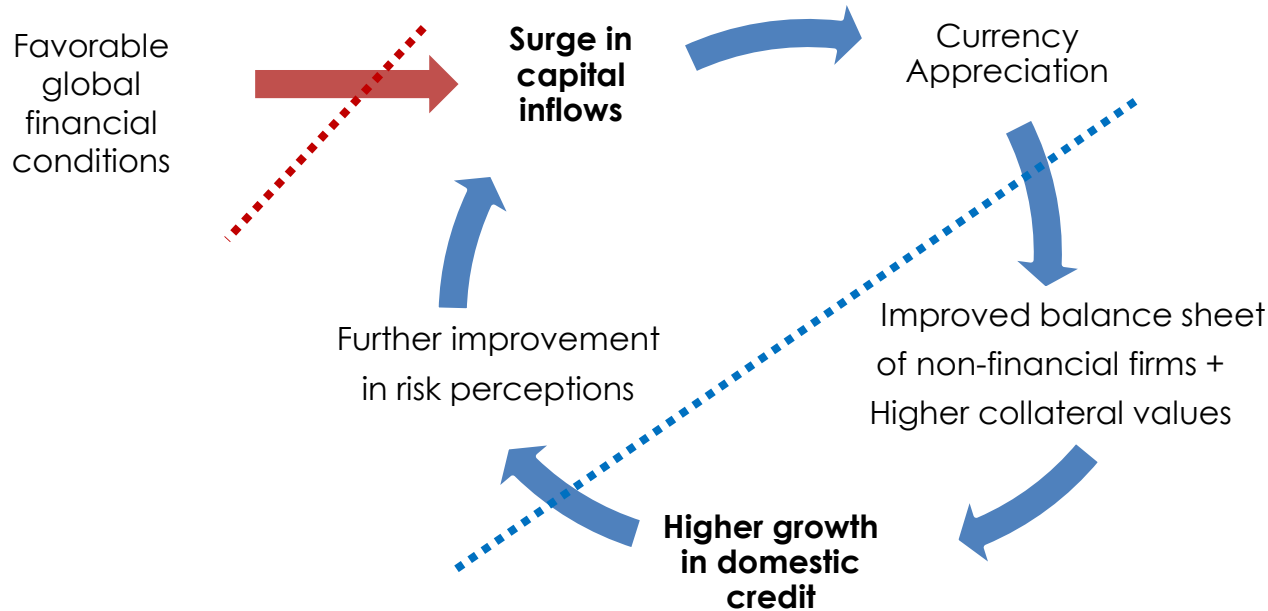 Favorable
global
financial
conditions
Surge in
capital
inflows
Currency
Appreciation
Improved balance sheet
of non-financial firms +
Higher collateral values
Higher growth
in domestic
credit
Further improvement
in risk perceptions